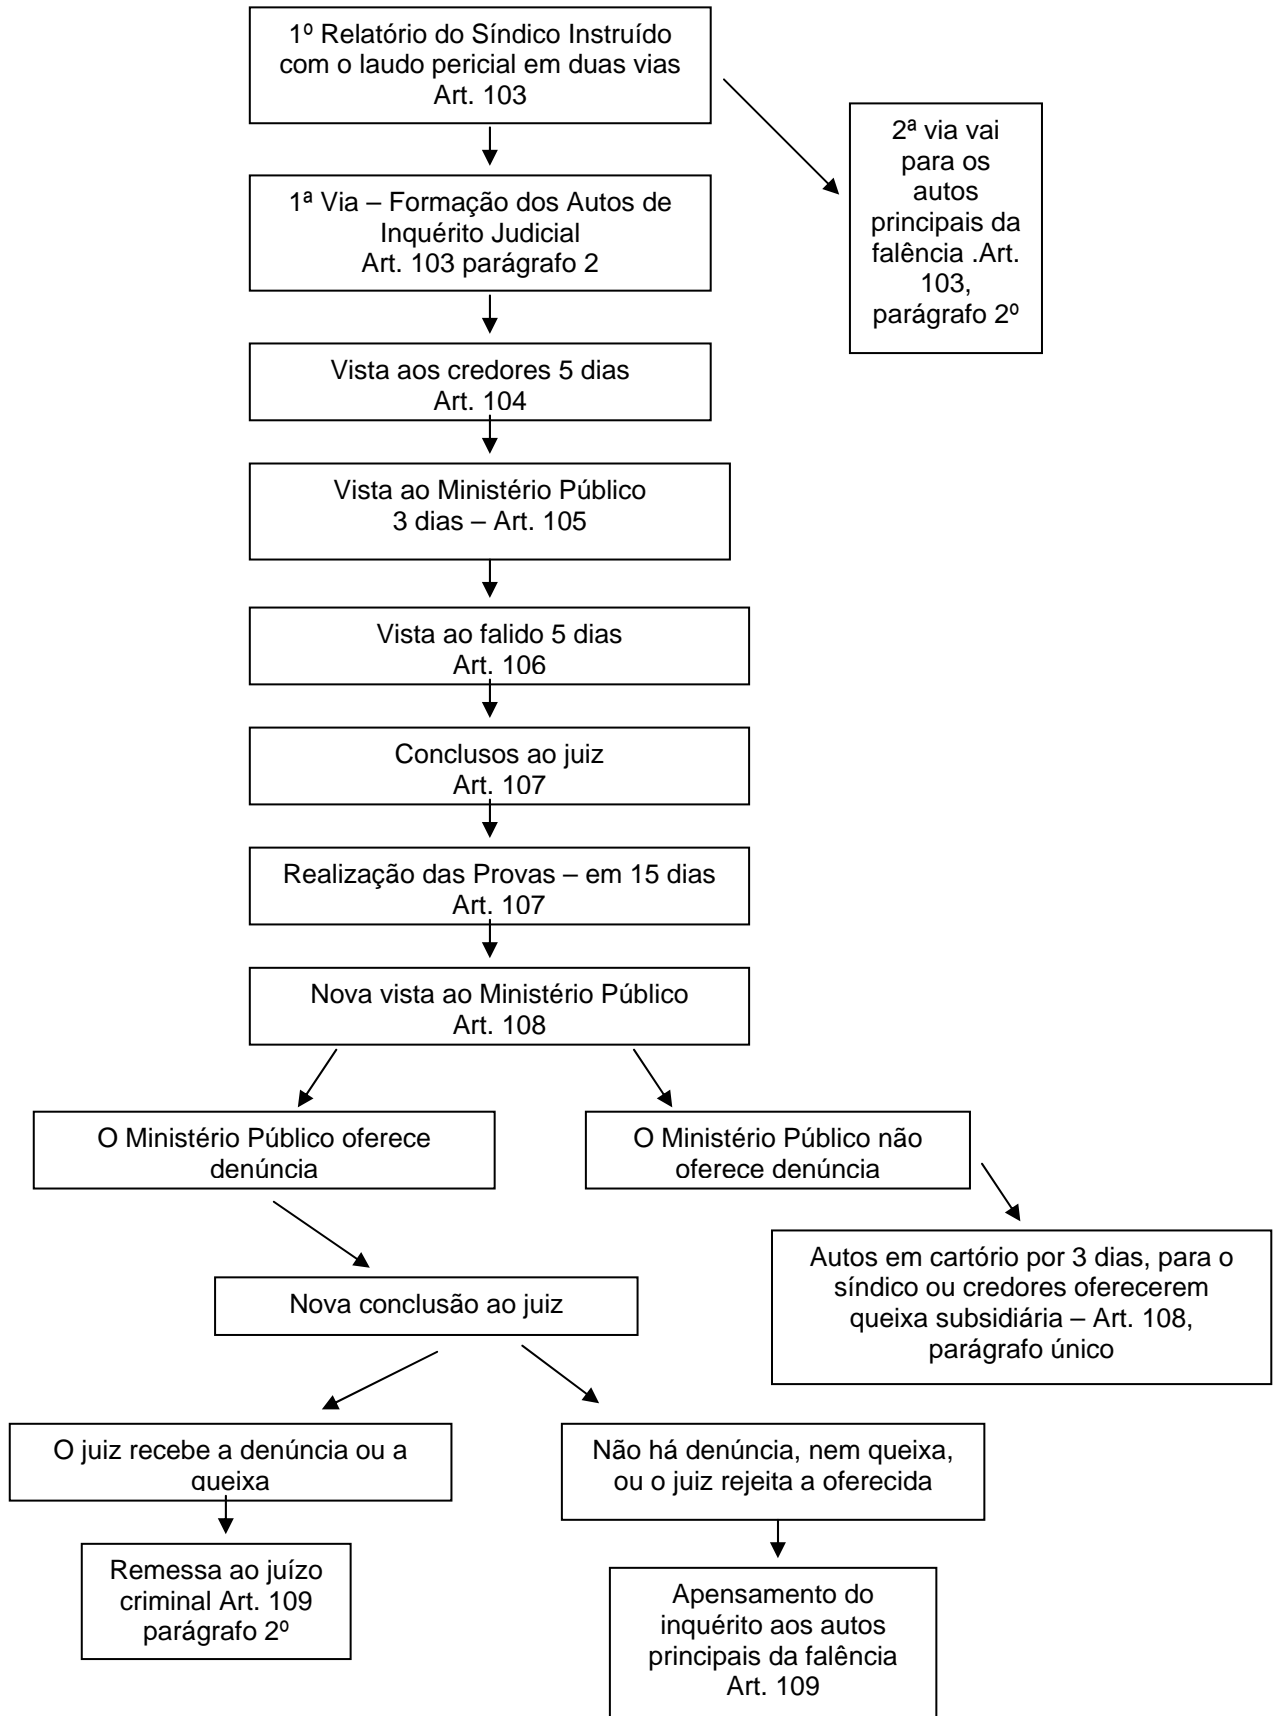 1º Relatório do Síndico Instruído
com o laudo pericial em duas vias
Art. 103
2ª via vai
para os
autos
principais da
falência .Art.
103,
parágrafo 2º
1ª Via – Formação dos Autos de
Inquérito Judicial
Art. 103 parágrafo 2
Vista aos credores 5 dias
Art. 104
Vista ao Ministério Público
3 dias – Art. 105
Vista ao falido 5 dias
Art. 106
Conclusos ao juiz
Art. 107
Realização das Provas – em 15 dias
Art. 107
Nova vista ao Ministério Público
Art. 108
O Ministério Público oferece
denúncia
O Ministério Público não
oferece denúncia
Autos em cartório por 3 dias, para o
síndico ou credores oferecerem
queixa subsidiária – Art. 108,
parágrafo único
Nova conclusão ao juiz
O juiz recebe a denúncia ou a
queixa
Não há denúncia, nem queixa,
ou o juiz rejeita a oferecida
Remessa ao juízo
criminal Art. 109
parágrafo 2º
Apensamento do
inquérito aos autos
principais da falência
Art. 109